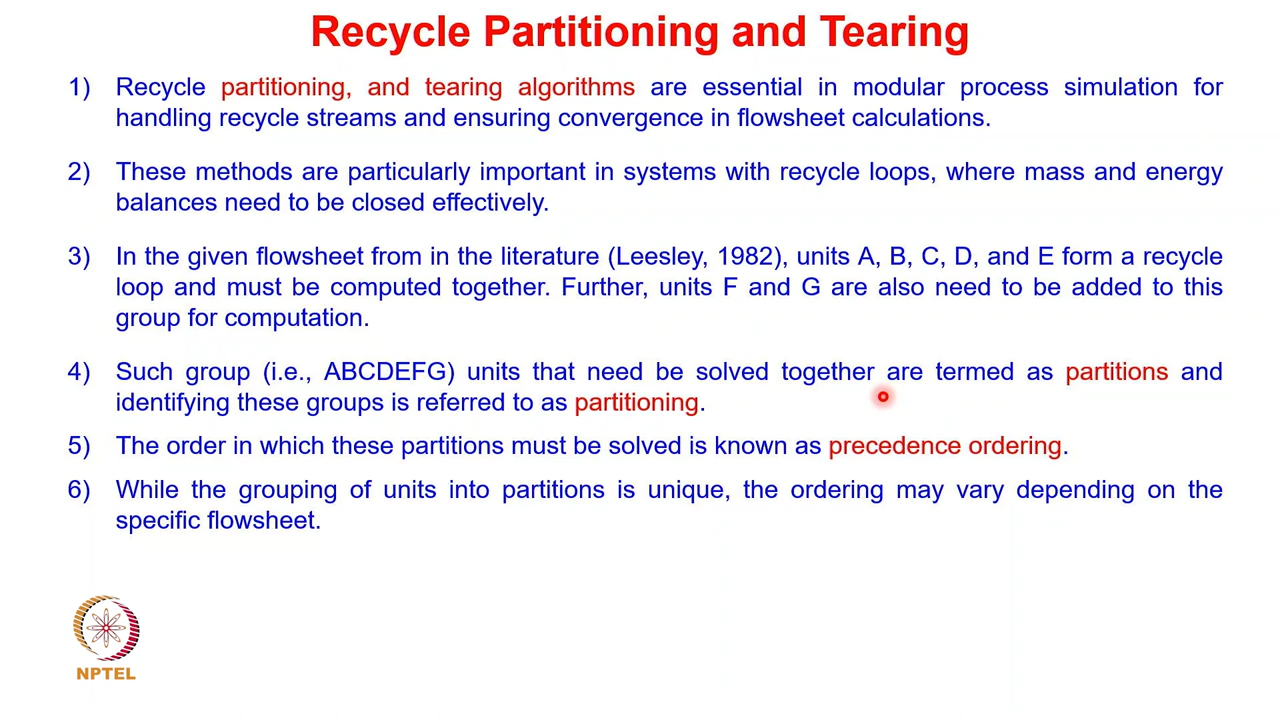 Recycle Partitioning and Tearing
1) Recycle partitioning, and tearing algorithms are essential in modular process simulation for
handling recycle streams and ensuring convergence in flowsheet calculations.
2) These methods are particularly important in systems with recycle loops, where mass and energy
balances need to be closed effectively.
3) In the given flowsheet from in the literature (Leesley, 1982), units A, B, C, D, and E form a recycle
loop and must be computed together. Further, units F and G are also need to be added to this
group for computation.
4) Such group (i.e., ABCDEFG) units that need be solved together are termed as partitions and
identifying these groups is referred to as partitioning.
5) The order in which these partitions must be solved is known as precedence ordering.
6) While the grouping of units into partitions is unique, the ordering may vary depending on the
specific flowsheet.
NPTEL